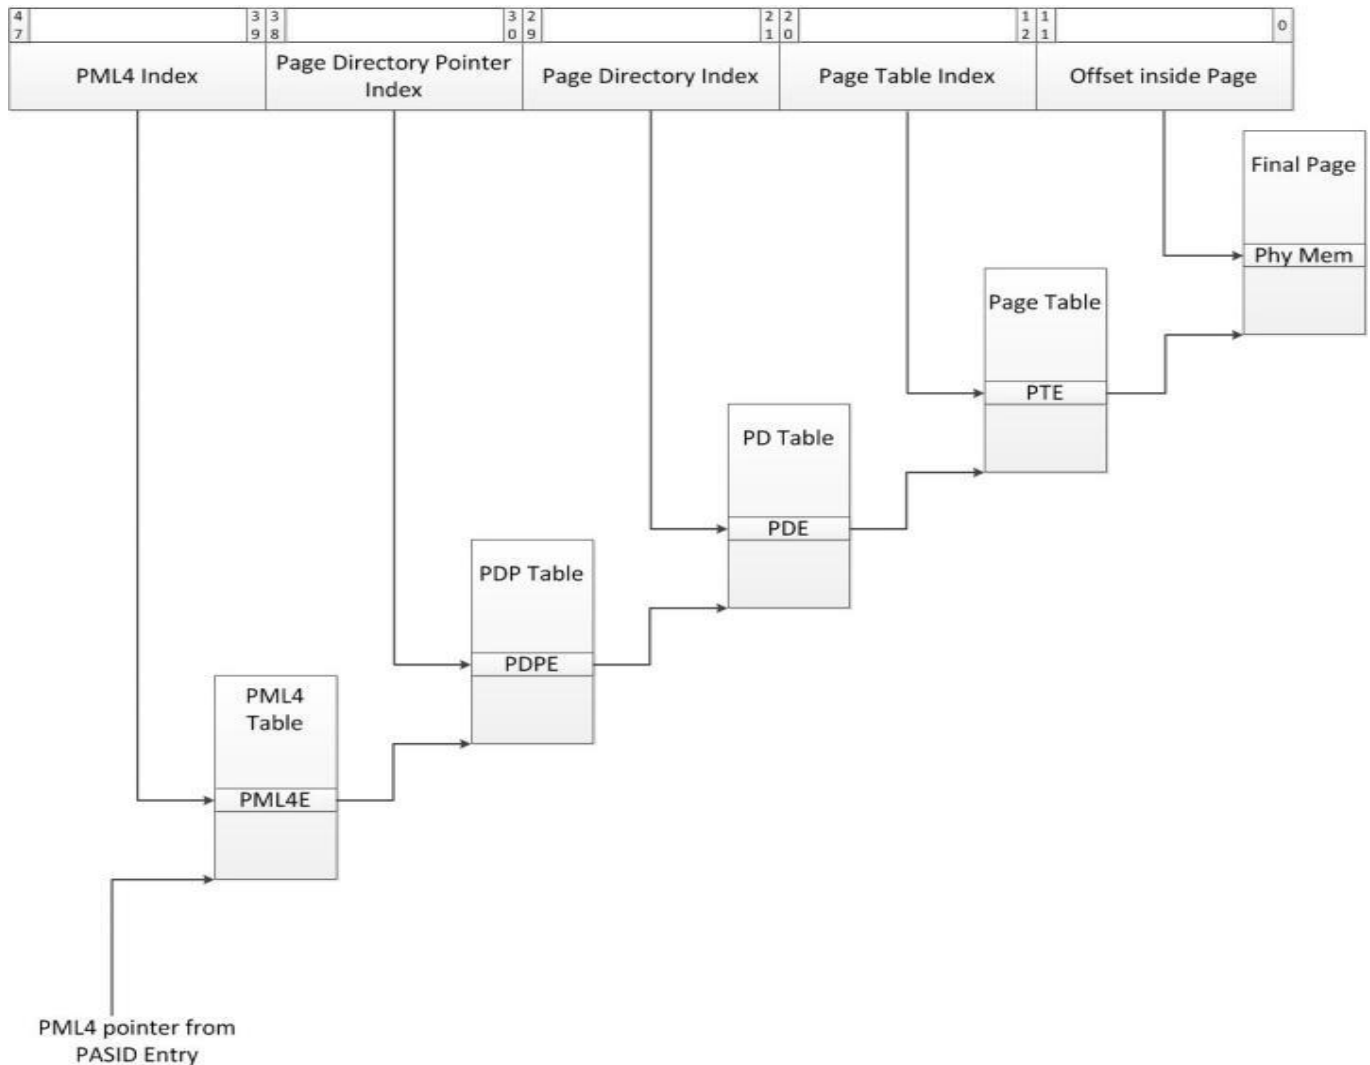 4 7 3 9 3 8 3 0 2 9 2 1 2 0 1 2 1 1 0
PML4 Index
Page Directory Pointer
Index
Page Directory Index
Page Table Index
Offset inside Page
Final Page
Phy Mem
Page Table
PTE
PD Table
PDE
PDP Table
PDPE
PML4
Table
PML4E
PML4 pointer from
PASID Entry